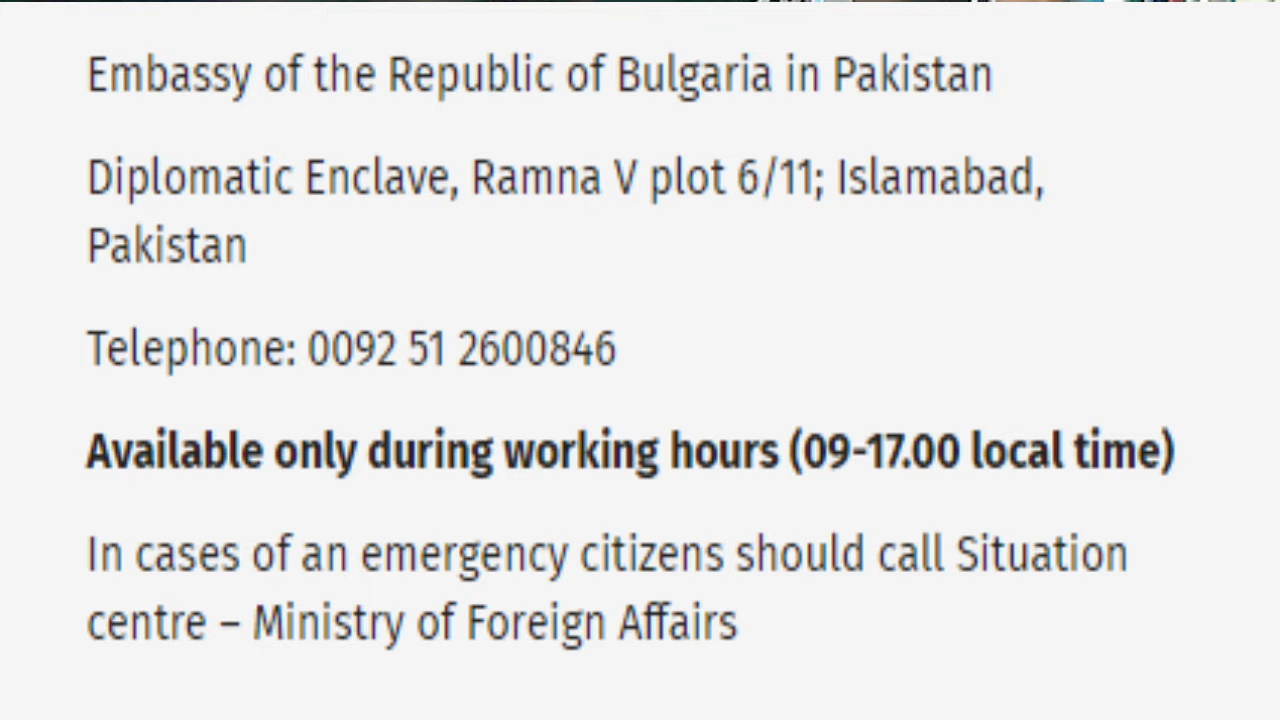 Embassy of the Republic of Bulgaria in Pakistan
Diplomatic Enclave, Ramna V plot 6/11; Islamabad,
Pakistan
Telephone: 0092 51 2600846
Available only during working hours (09-17.00 local time)
In cases of an emergency citizens should call Situation
centre – Ministry of Foreign Affairs